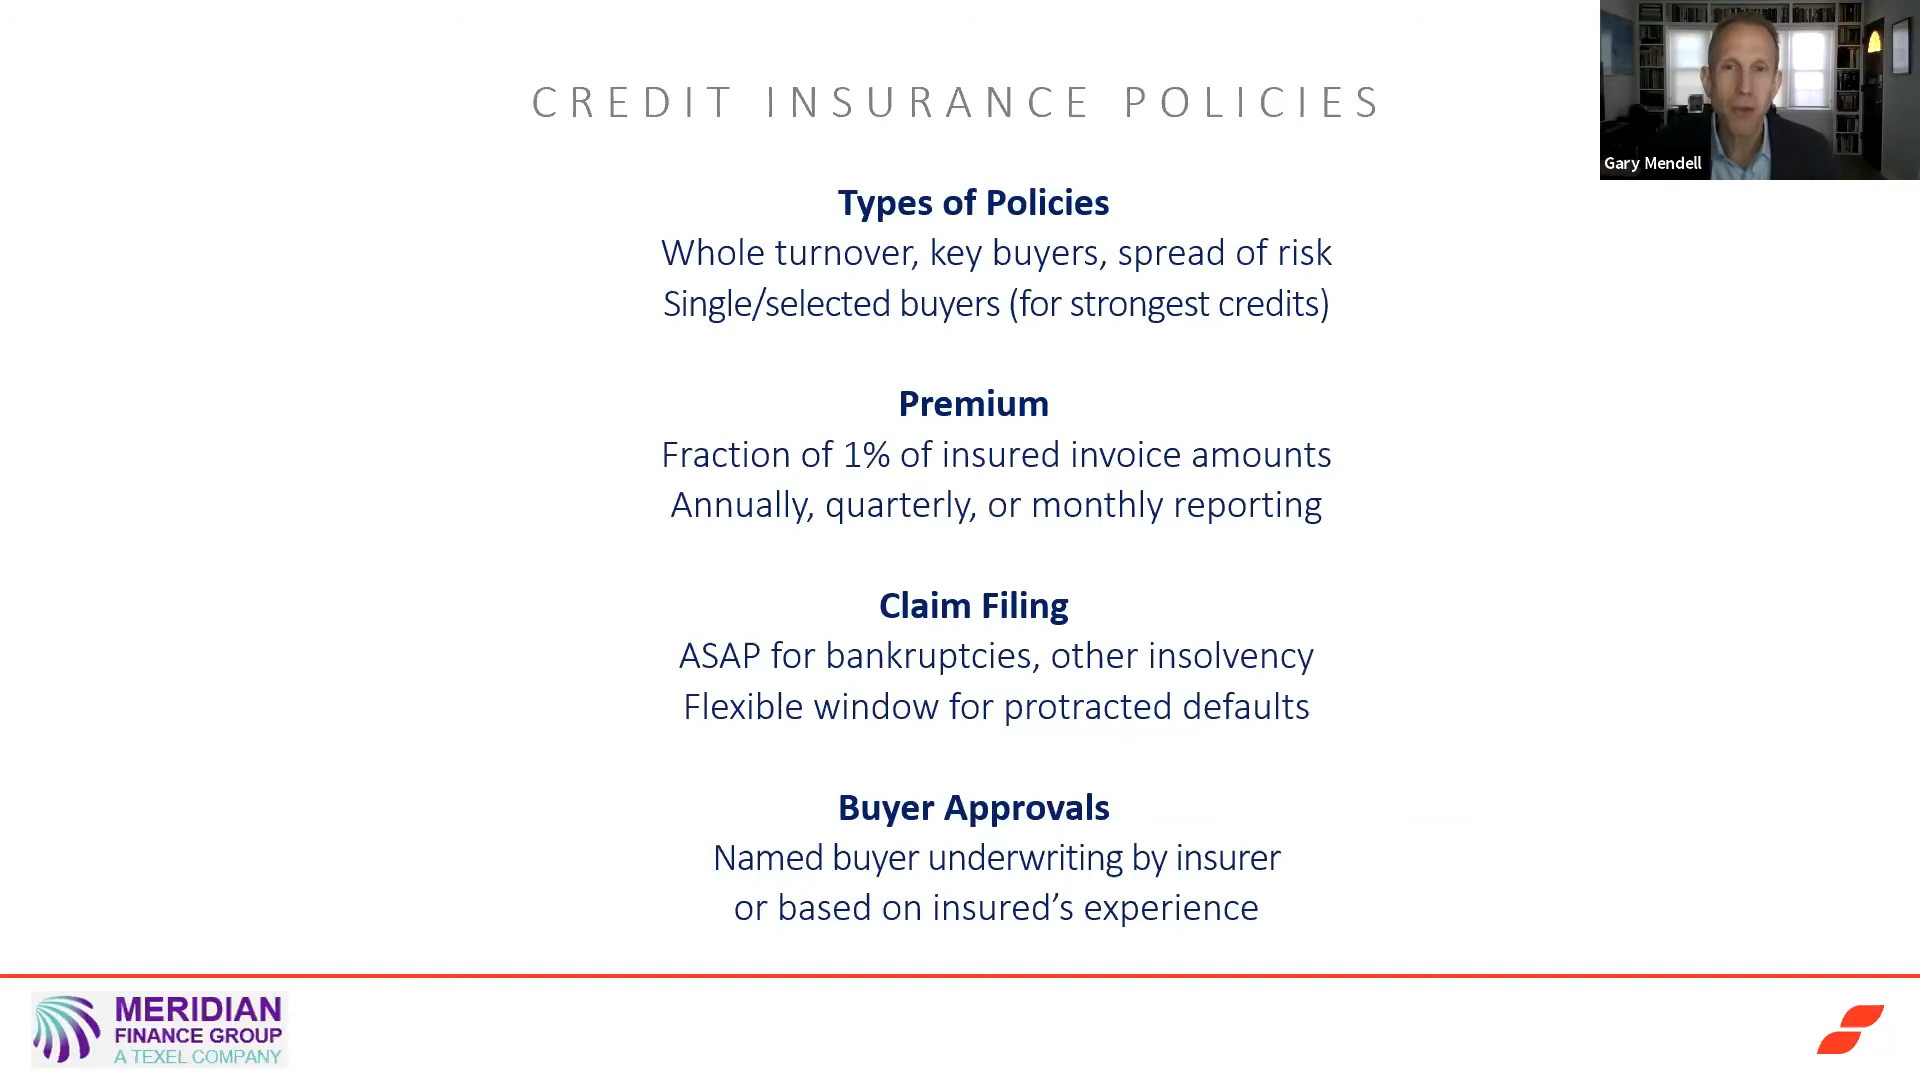 CREDIT INSURANCE POLICIES
Gary Mendell
Types of Policies
Whole turnover, key buyers, spread of risk
Single/selected buyers (for strongest credits)
Premium
Fraction of 1% of insured invoice amounts
Annually, quarterly, or monthly reporting
Claim Filing
ASAP for bankruptcies, other insolvency
Flexible window for protracted defaults
Buyer Approvals
Named buyer underwriting by insurer
or based on insured’s experience
MERIDIAN
FINANCE GROUP
A TEXEL COMPANY